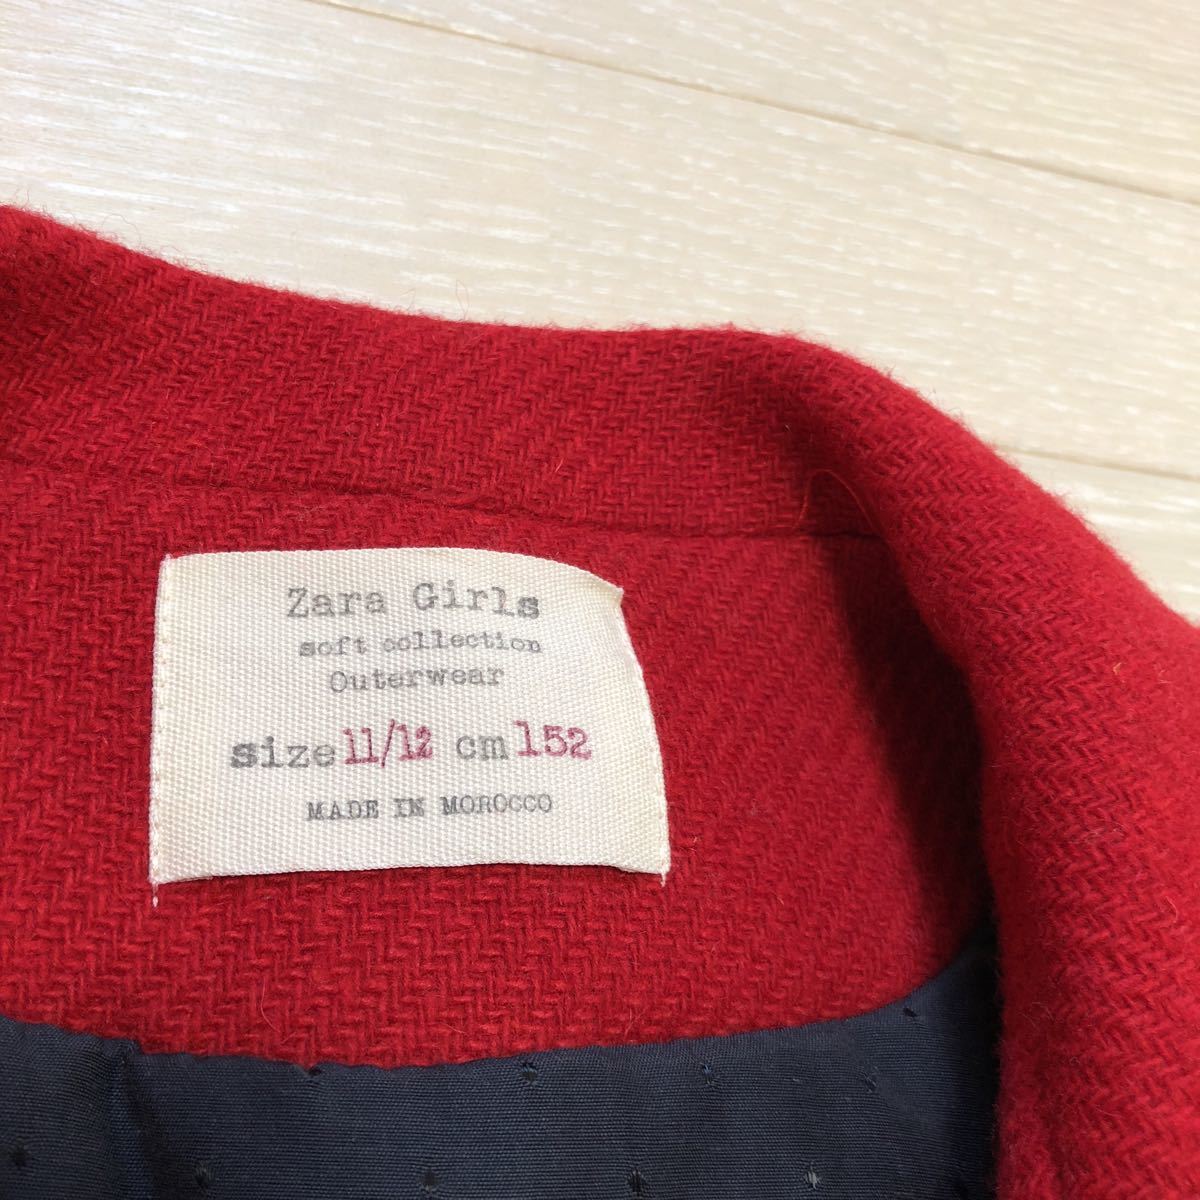 Zara Girls
soft collection
Outerwear
size 11/12 cm 152
MADE IN MOROCCO